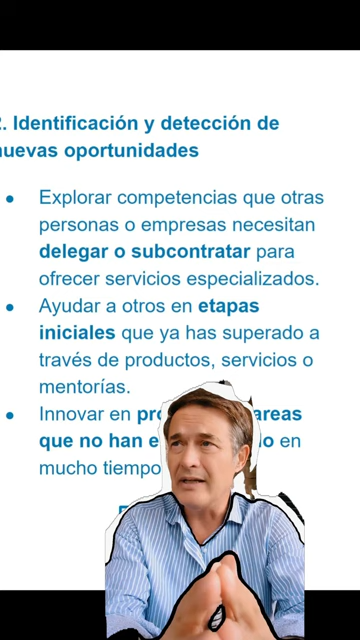 . Identificación y detección de
nuevas oportunidades
• Explorar competencias que otras
personas o empresas necesitan
delegar o subcontratar para
ofrecer servicios especializados.
• Ayudar a otros en etapas
iniciales que ya has superado a
través de productos, servicios o
mentorías.
• Innovar en
que no han en
mucho tiempo